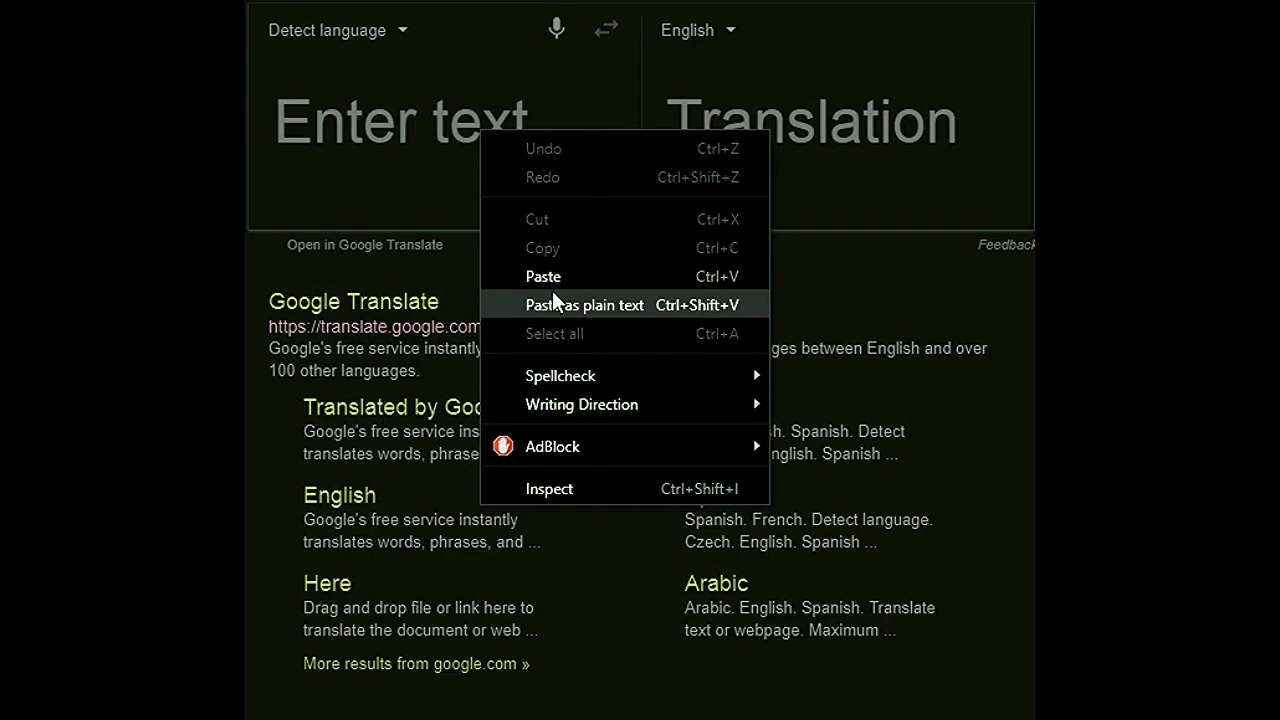 Detect language
English
Enter text
Translation
Undo Ctrl+Z
Redo Ctrl+Shift+Z
Cut Ctrl+X
Copy Ctrl+C
Paste Ctrl+V
Paste as plain text Ctrl+Shift+V
Select all Ctrl+A
Spellcheck
Writing Direction
AdBlock
Inspect Ctrl+Shift+I
Open in Google Translate
Feedback
Google Translate
https://translate.google.com
Google's free service instantly
between English and over
100 other languages.
Translated by
Google's free service
translates words,
Spanish. Detect
Spanish ...
English
Google's free service instantly
translates words, phrases, and ...
Spanish. French. Detect language.
Czech. English. Spanish ...
Here
Drag and drop file or link here to
translate the document or web ...
Arabic
Arabic. English. Spanish. Translate
text or webpage. Maximum ...
More results from google.com »